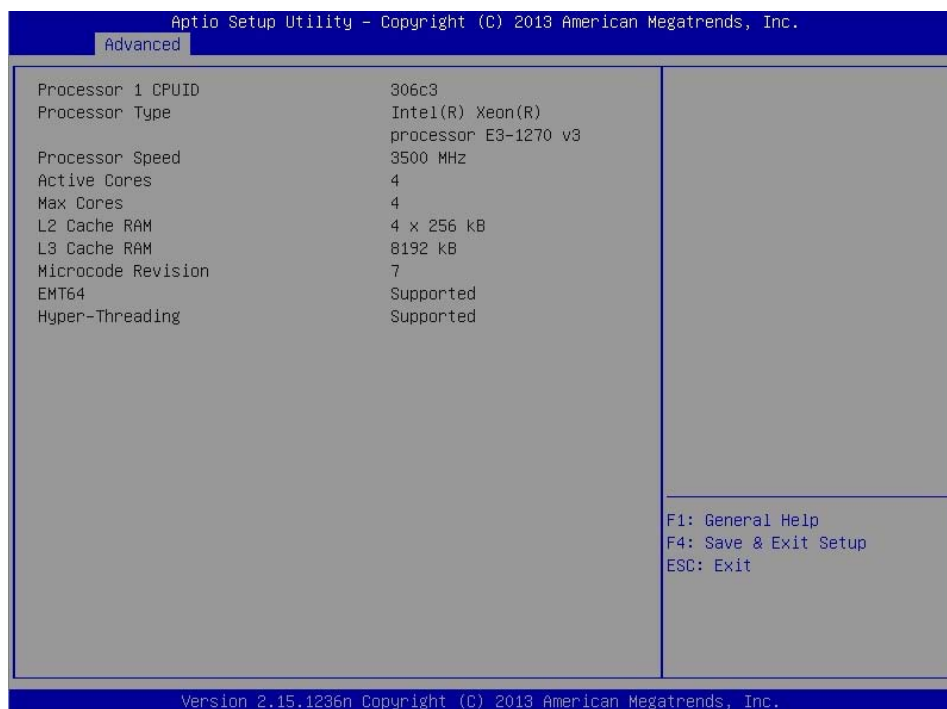 Aptio Setup Utility – Copyright (C) 2013 American Megatrends, Inc.
Advanced
Processor 1 CPUID 306c3
Processor Type Intel(R) Xeon(R)
processor E3-1270 v3
Processor Speed 3500 MHz
Active Cores 4
Max Cores 4
L2 Cache RAM 4 x 256 kB
L3 Cache RAM 8192 kB
Microcode Revision 7
EMT64 Supported
Hyper-Threading Supported
F1: General Help
F4: Save & Exit Setup
ESC: Exit
Version 2.15.1236n Copyright (C) 2013 American Megatrends, Inc.